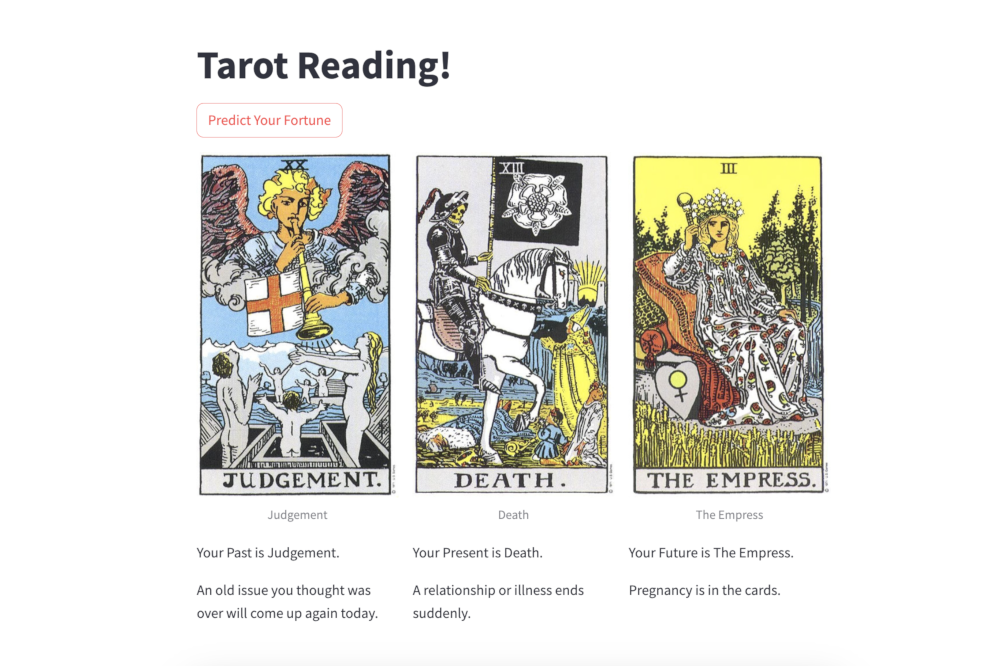 Tarot Reading!
Predict Your Fortune
XX
JUDGEMENT.
XIII
DEATH.
III
THE EMPRESS.
Judgement
Death
The Empress
Your Past is Judgement.
Your Present is Death.
Your Future is The Empress.
An old issue you thought was
over will come up again today.
A relationship or illness ends
suddenly.
Pregnancy is in the cards.